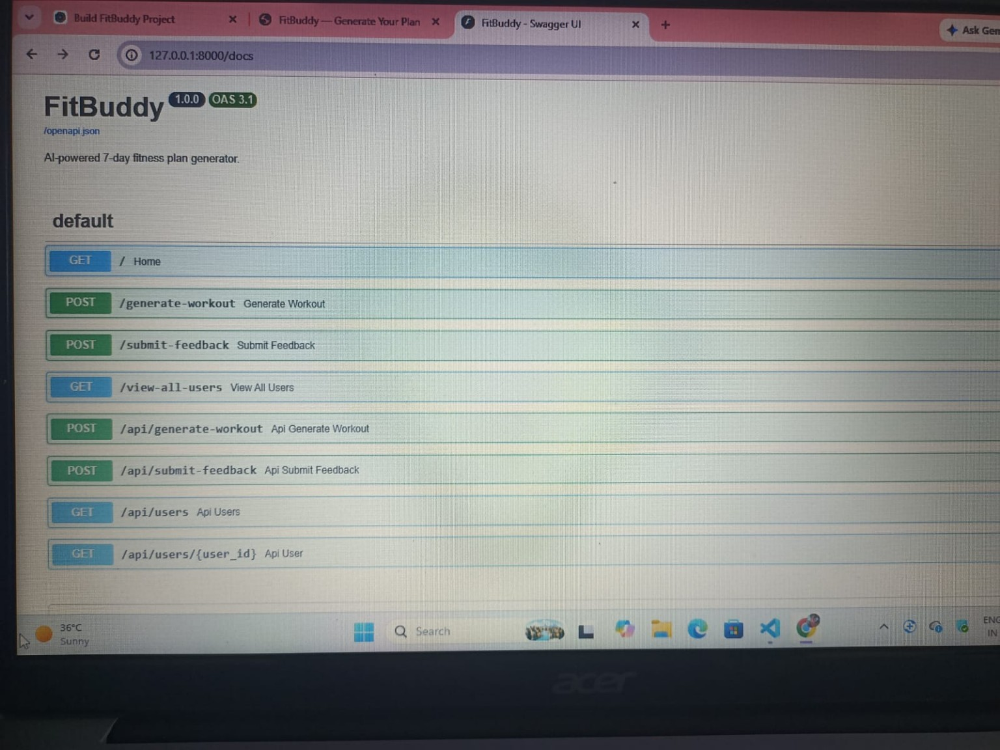 Build FitBuddy Project
FitBuddy — Generate Your Plan
FitBuddy - Swagger UI
127.0.0.1:8000/docs
FitBuddy 1.0.0 OAS 3.1
/openapi.json
AI-powered 7-day fitness plan generator.
default
GET / Home
POST /generate-workout Generate Workout
POST /submit-feedback Submit Feedback
GET /view-all-users View All Users
POST /api/generate-workout Api Generate Workout
POST /api/submit-feedback Api Submit Feedback
GET /api/users Api Users
GET /api/users/{user_id} Api User
36°C
Sunny
Search
ENG
IN
acer